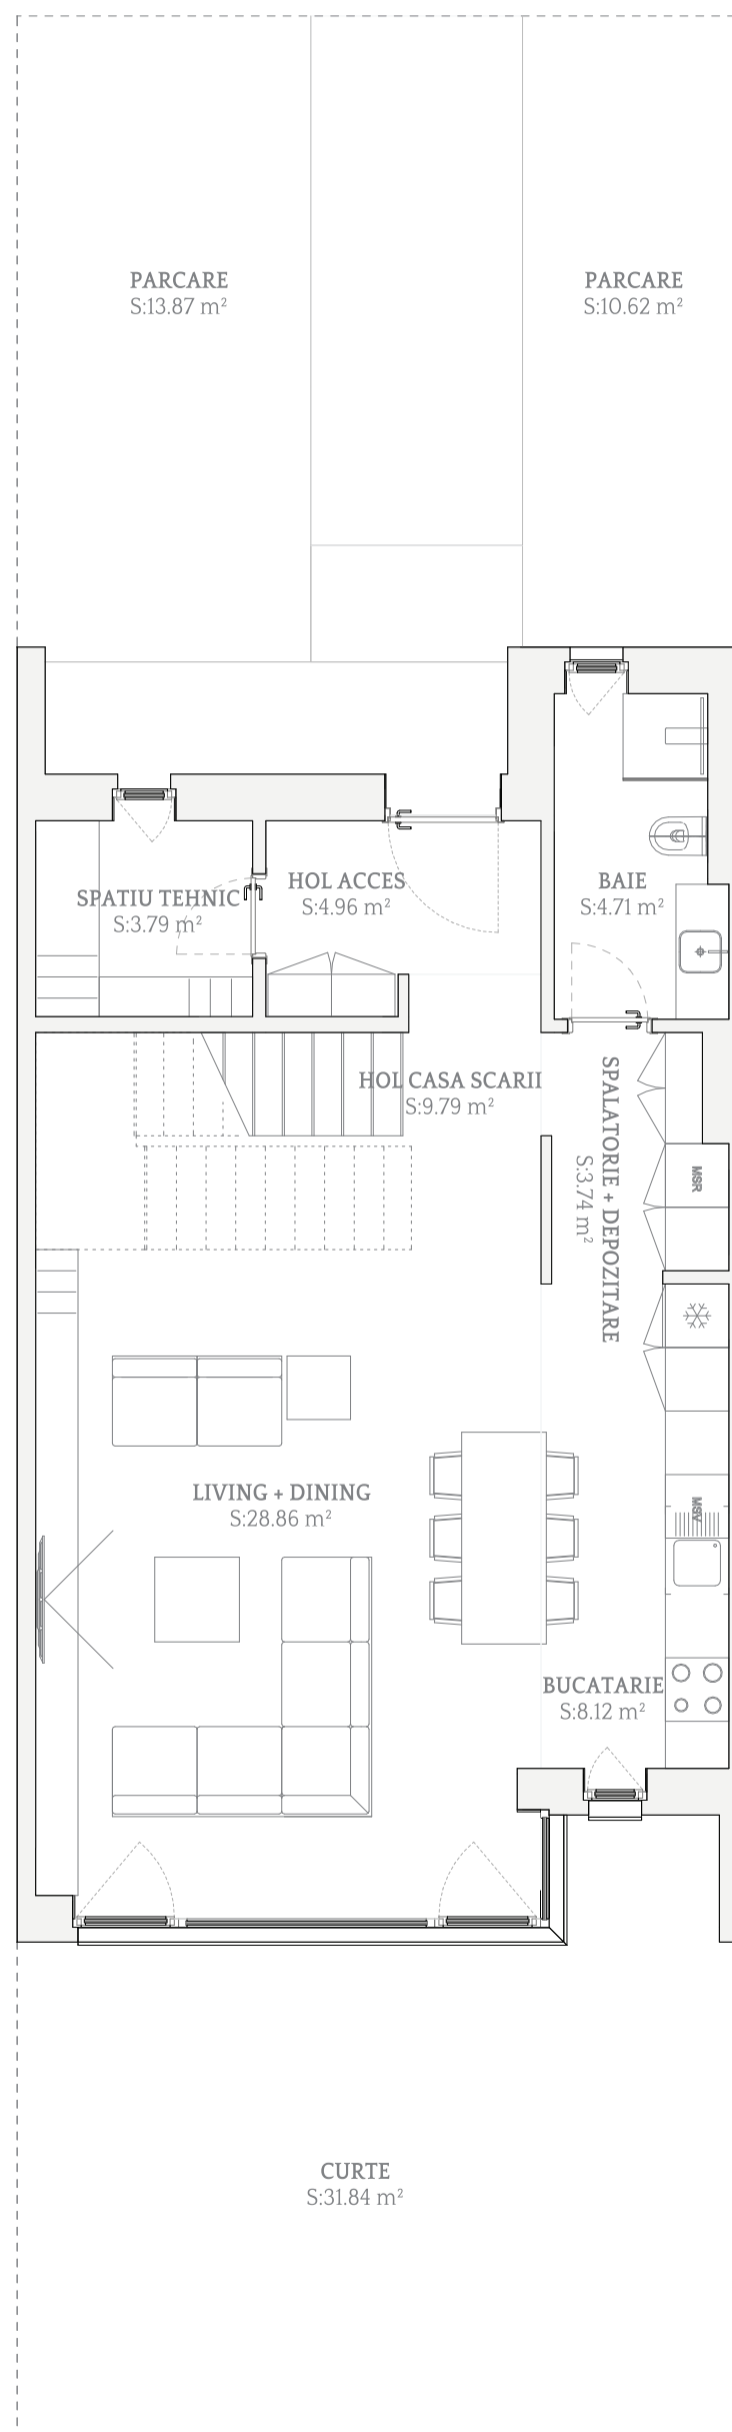 PARCARE
S:13.87 m²
PARCARE
S:10.62 m²
SPATIU TEHNIC
S:3.79 m²
HOL ACCES
S:4.96 m²
BAIE
S:4.71 m²
HOL CASA SCARII
S:9.79 m²
SPALATORIE + DEPOZITARE
S:3.74 m²
MSR
LIVING + DINING
S:28.86 m²
MSV
BUCATARIE
S:8.12 m²
CURTE
S:31.84 m²